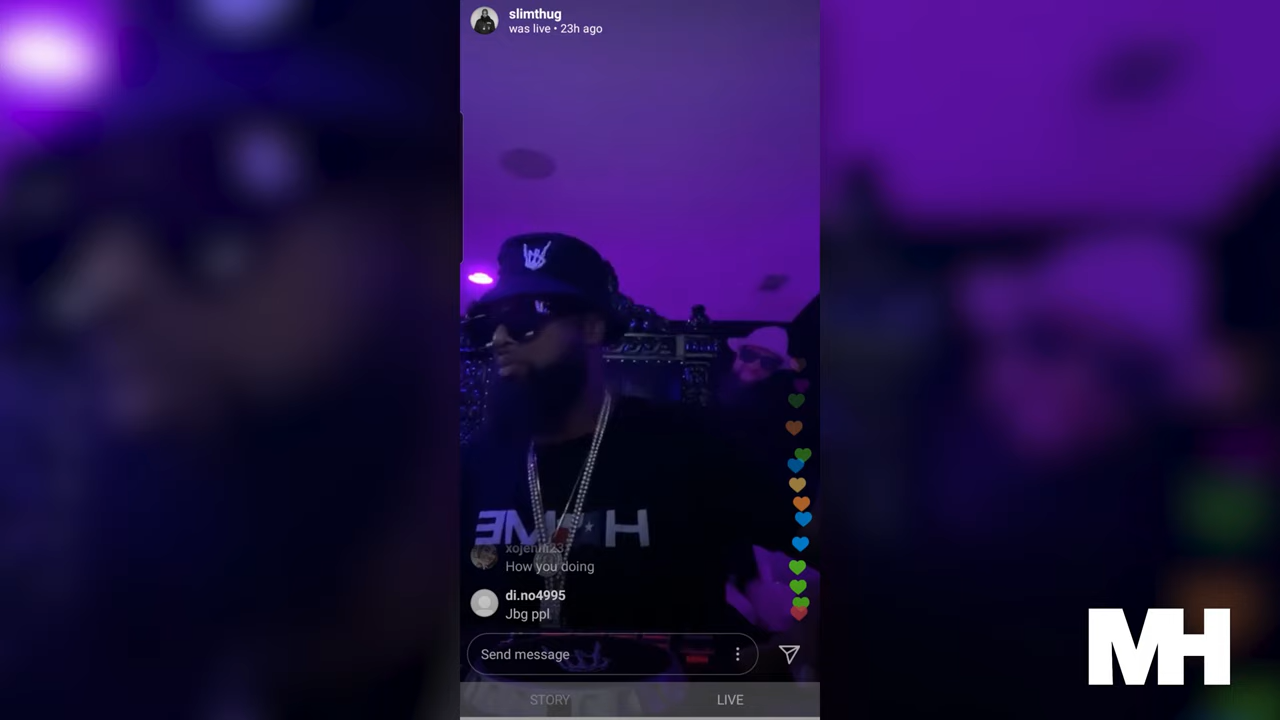 slimthug
was live • 23h ago
H
How you doing
di.no4995
Jbg ppl
Send message
STORY
LIVE
MH